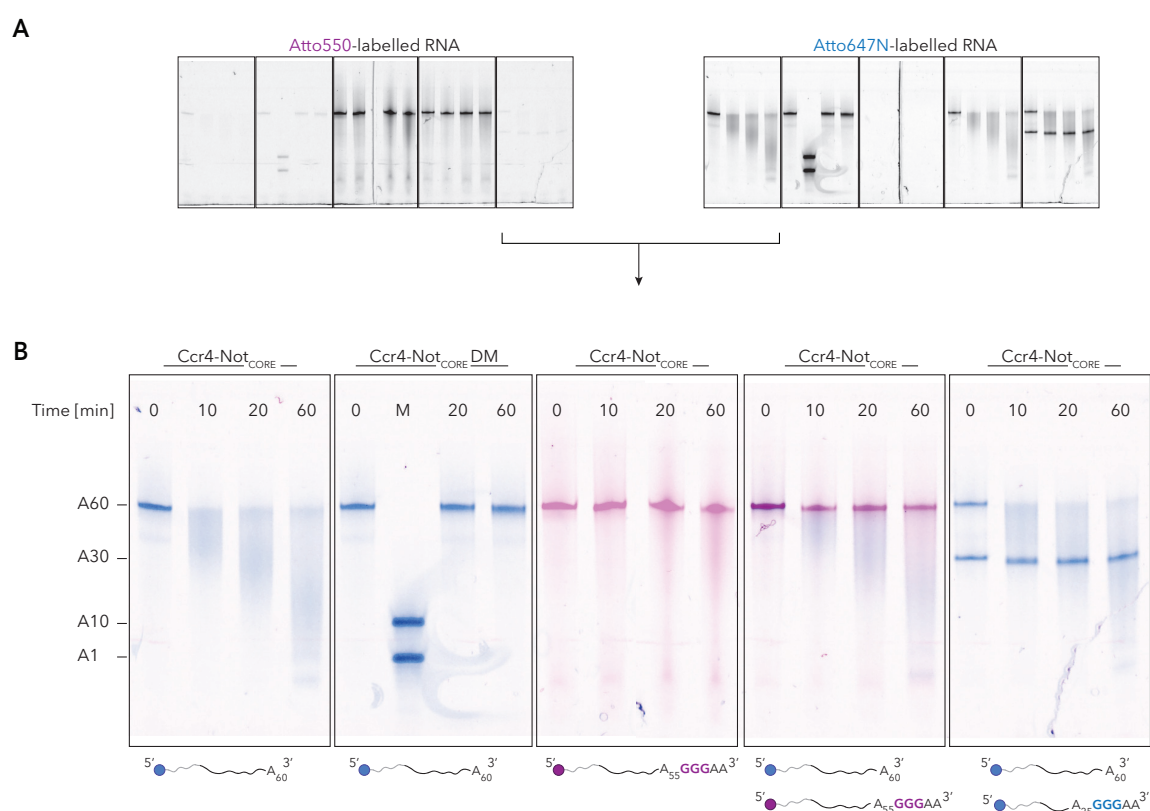 A
Atto550-labelled RNA
Atto647N-labelled RNA
B
Ccr4-NotCORE
Ccr4-NotCORE DM
Ccr4-NotCORE
Ccr4-NotCORE
Ccr4-NotCORE
Time [min]
0 10 20 60
0 M 20 60
0 10 20 60
0 10 20 60
0 10 20 60
A60
A30
A10
A1
5' A60 3'
5' A60 3'
5' A55GGGAA 3'
5' A60 3'
5' A60 3'
5' A55GGGAA 3'
5' A25GGGAA 3'